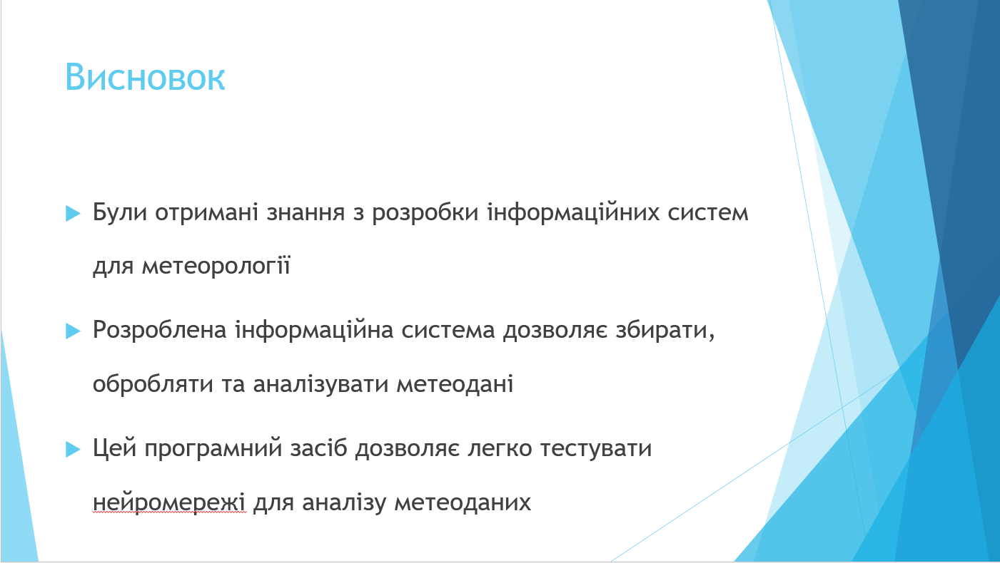 Висновок
Були отримані знання з розробки інформаційних систем
для метеорології
Розроблена інформаційна система дозволяє збирати,
обробляти та аналізувати метеодані
Цей програмний засіб дозволяє легко тестувати
нейромережі для аналізу метеоданих